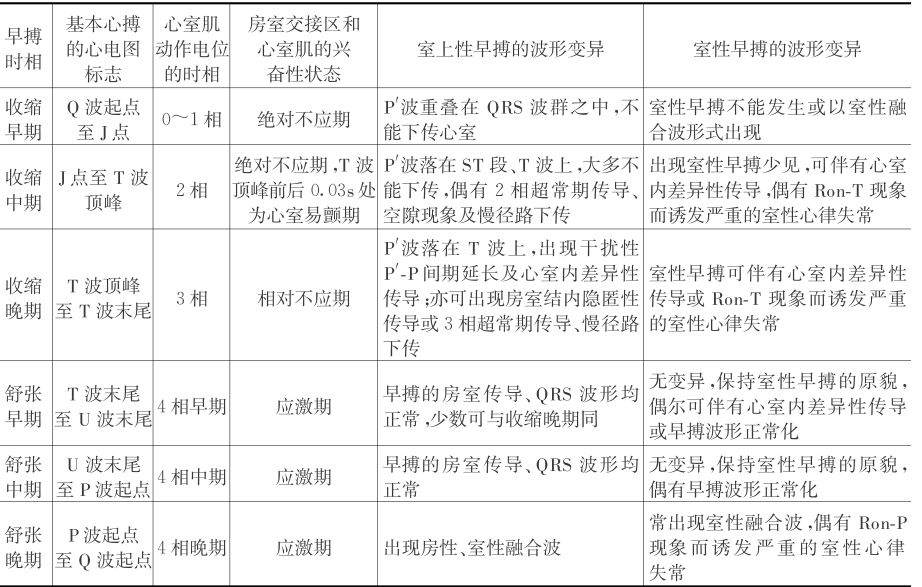 早搏时相
基本心搏的心电图标志
心室肌动作电位的时相
房室交接区和心室肌的兴奋性状态
室上性早搏的波形变异
室性早搏的波形变异
收缩早期
Q 波起点至 J 点
0～1 相
绝对不应期
P′波重叠在 QRS 波群之中,不
能下传心室
室性早搏不能发生或以室性融
合波形式出现
收缩中期
J 点至 T 波顶峰
2 相
绝对不应期,T 波
顶峰前后 0.03s 处
为心室易颤期
P′波落在 ST 段、T 波上,大多不
能下传,偶有 2 相超常期传导、
空隙现象及慢径路下传
出现室性早搏少见,可伴有心室
内差异性传导,偶有 Ron-T 现象
而诱发严重的室性心律失常
收缩晚期
T 波顶峰至 T 波末尾
3 相
相对不应期
P′波落在 T 波上,出现干扰性
P′-P 间期延长及心室内差异性
传导;亦可出现房室结内隐匿性
传导或 3 相超常期传导、慢径路
下传
室性早搏可伴有心室内差异性
传导或 Ron-T 现象而诱发严重
的室性心律失常
舒张早期
T 波末尾至 U 波末尾
4 相早期
应激期
早搏的房室传导、QRS 波形均
正常,少数可与收缩晚期同
无变异,保持室性早搏的原貌,
偶尔可伴有心室内差异性传导
或早搏波形正常化
舒张中期
U 波末尾至 P 波起点
4 相中期
应激期
早搏的房室传导、QRS 波形均
正常
无变异,保持室性早搏的原貌,
偶有早搏波形正常化
舒张晚期
P 波起点至 Q 波起点
4 相晚期
应激期
出现房性、室性融合波
常出现室性融合波,偶有 Ron-P
现象而诱发严重的室性心律
失常